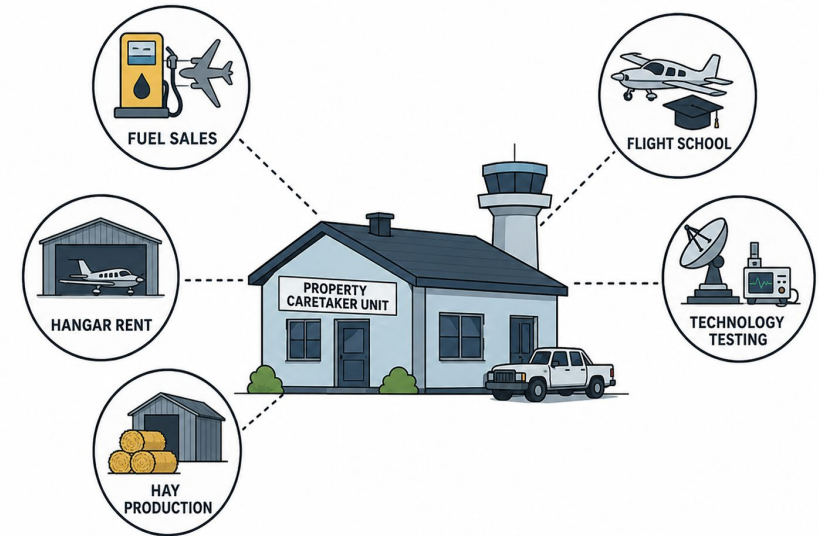 FUEL SALES
FLIGHT SCHOOL
HANGAR RENT
PROPERTY
CARETAKER UNIT
TECHNOLOGY
TESTING
HAY
PRODUCTION